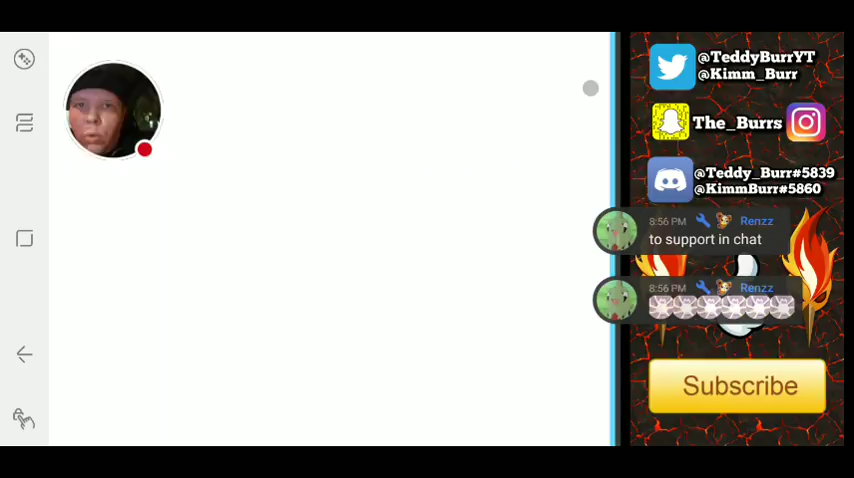 @TeddyBurrYT
@Kimm_Burr
The_Burrs
@Teddy_Burr#5839
@KimmBurr#5860
8:56 PM Renzz
to support in chat
8:56 PM Renzz
Subscribe